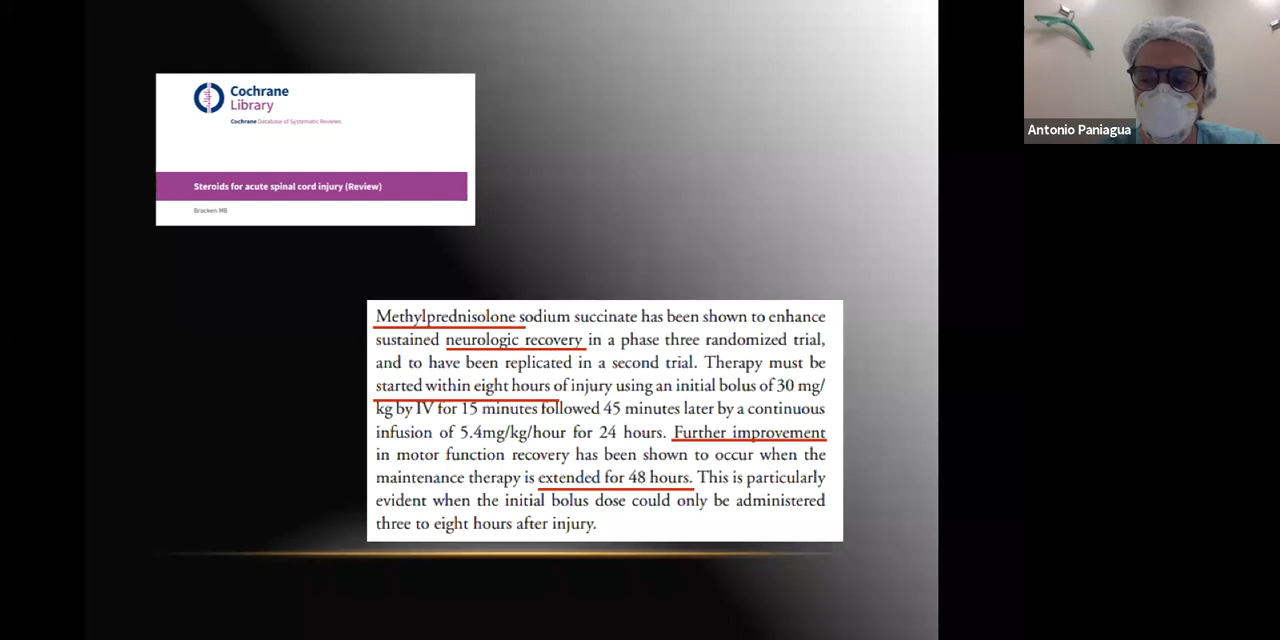 Cochrane
Library
Cochrane Database of Systematic Reviews
Steroids for acute spinal cord injury (Review)
Bracken MB
Methylprednisolone sodium succinate has been shown to enhance
sustained neurologic recovery in a phase three randomized trial,
and to have been replicated in a second trial. Therapy must be
started within eight hours of injury using an initial bolus of 30 mg/
kg by IV for 15 minutes followed 45 minutes later by a continuous
infusion of 5.4mg/kg/hour for 24 hours. Further improvement
in motor function recovery has been shown to occur when the
maintenance therapy is extended for 48 hours. This is particularly
evident when the initial bolus dose could only be administered
three to eight hours after injury.
Antonio Paniagua